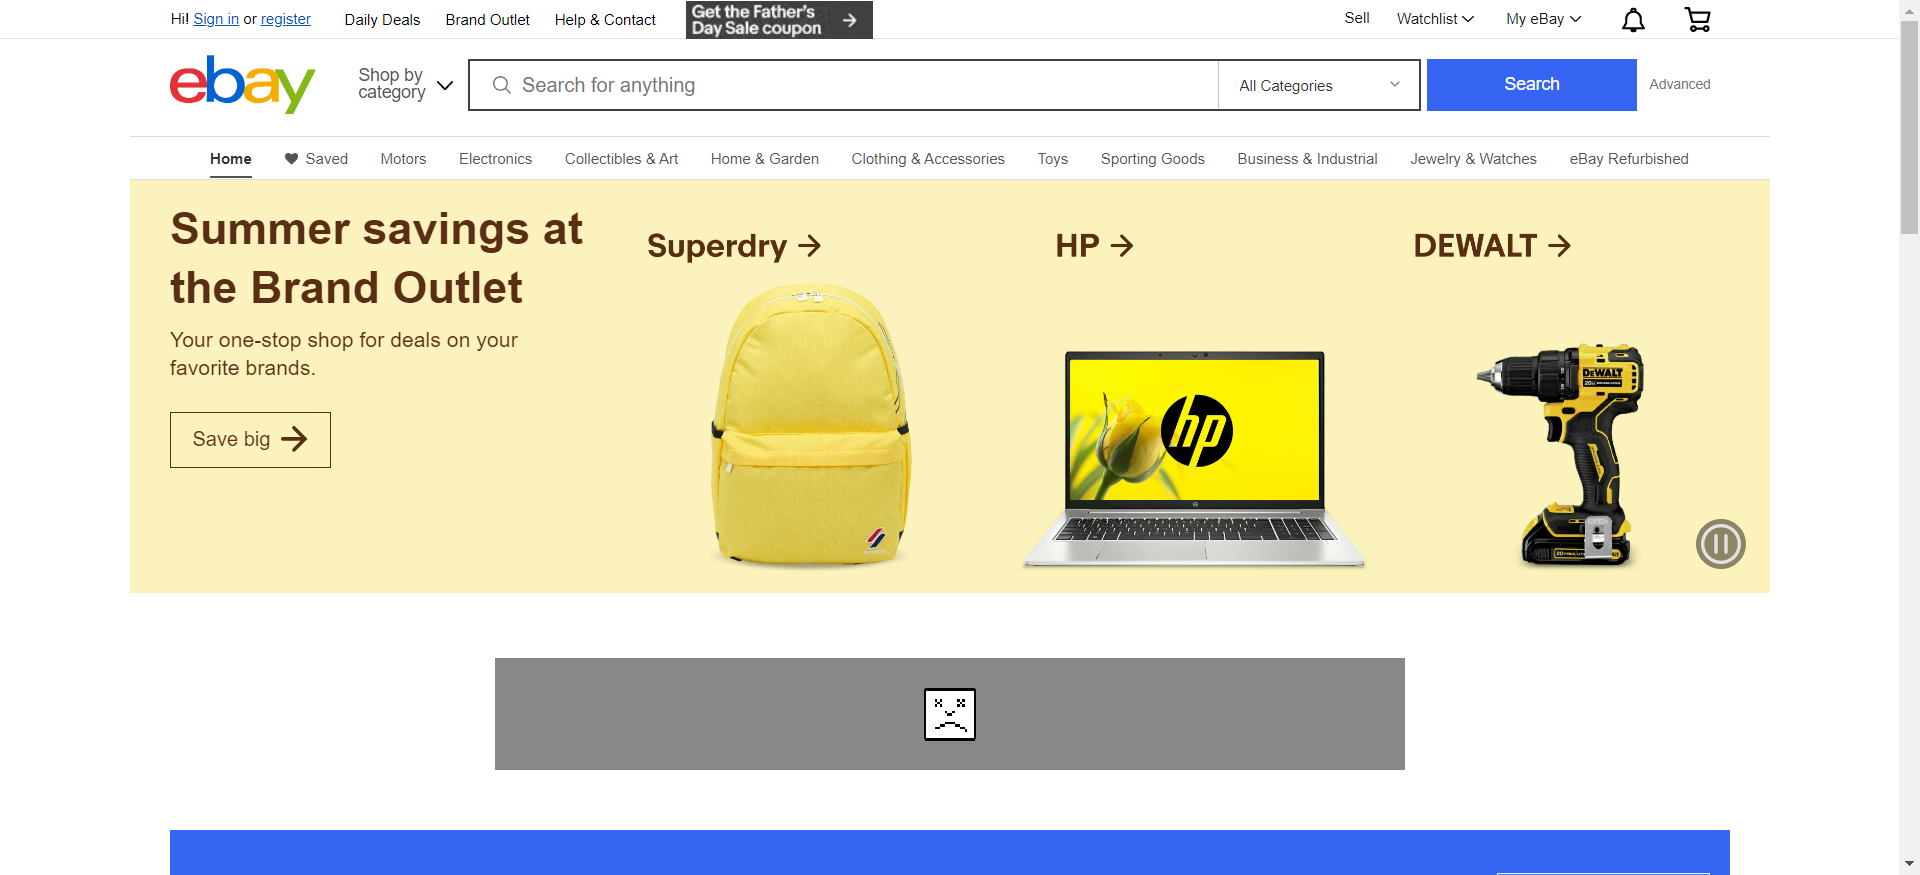 Hi! Sign in or register
Daily Deals
Brand Outlet
Help & Contact
Get the Father's
Day Sale coupon
Sell
Watchlist
My eBay
ebay
Shop by
category
Search for anything
All Categories
Search
Advanced
Home
Saved
Motors
Electronics
Collectibles & Art
Home & Garden
Clothing & Accessories
Toys
Sporting Goods
Business & Industrial
Jewelry & Watches
eBay Refurbished
Summer savings at
the Brand Outlet
Your one-stop shop for deals on your
favorite brands.
Save big
Superdry
HP
DEWALT
hp
DEWALT